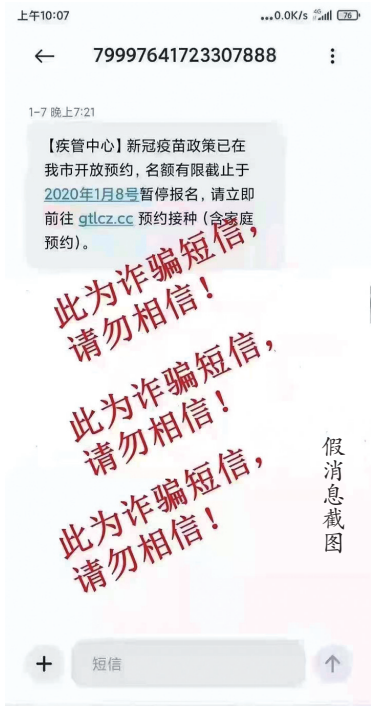 上午10:07
...0.0K/s 4G 76
79997641723307888
1-7 晚上7:21
【疾管中心】新冠疫苗政策已在
我市开放预约，名额有限截止于
2020年1月8号暂停报名，请立即
前往 gtlcz.cc 预约接种（含家庭
预约）。
此为诈骗短信，
请勿相信！
此为诈骗短信，
请勿相信！
此为诈骗短信，
请勿相信！
假消息截图
短信